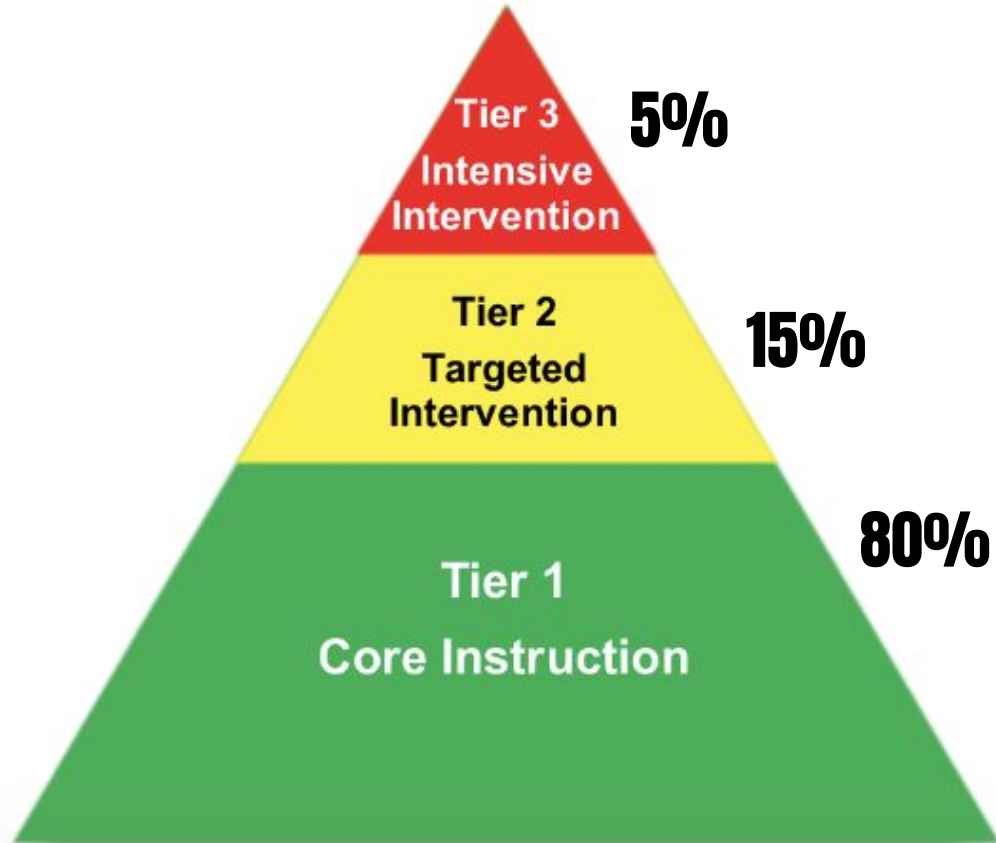 Tier 3
Intensive
Intervention
5%
Tier 2
Targeted
Intervention
15%
Tier 1
Core Instruction
80%